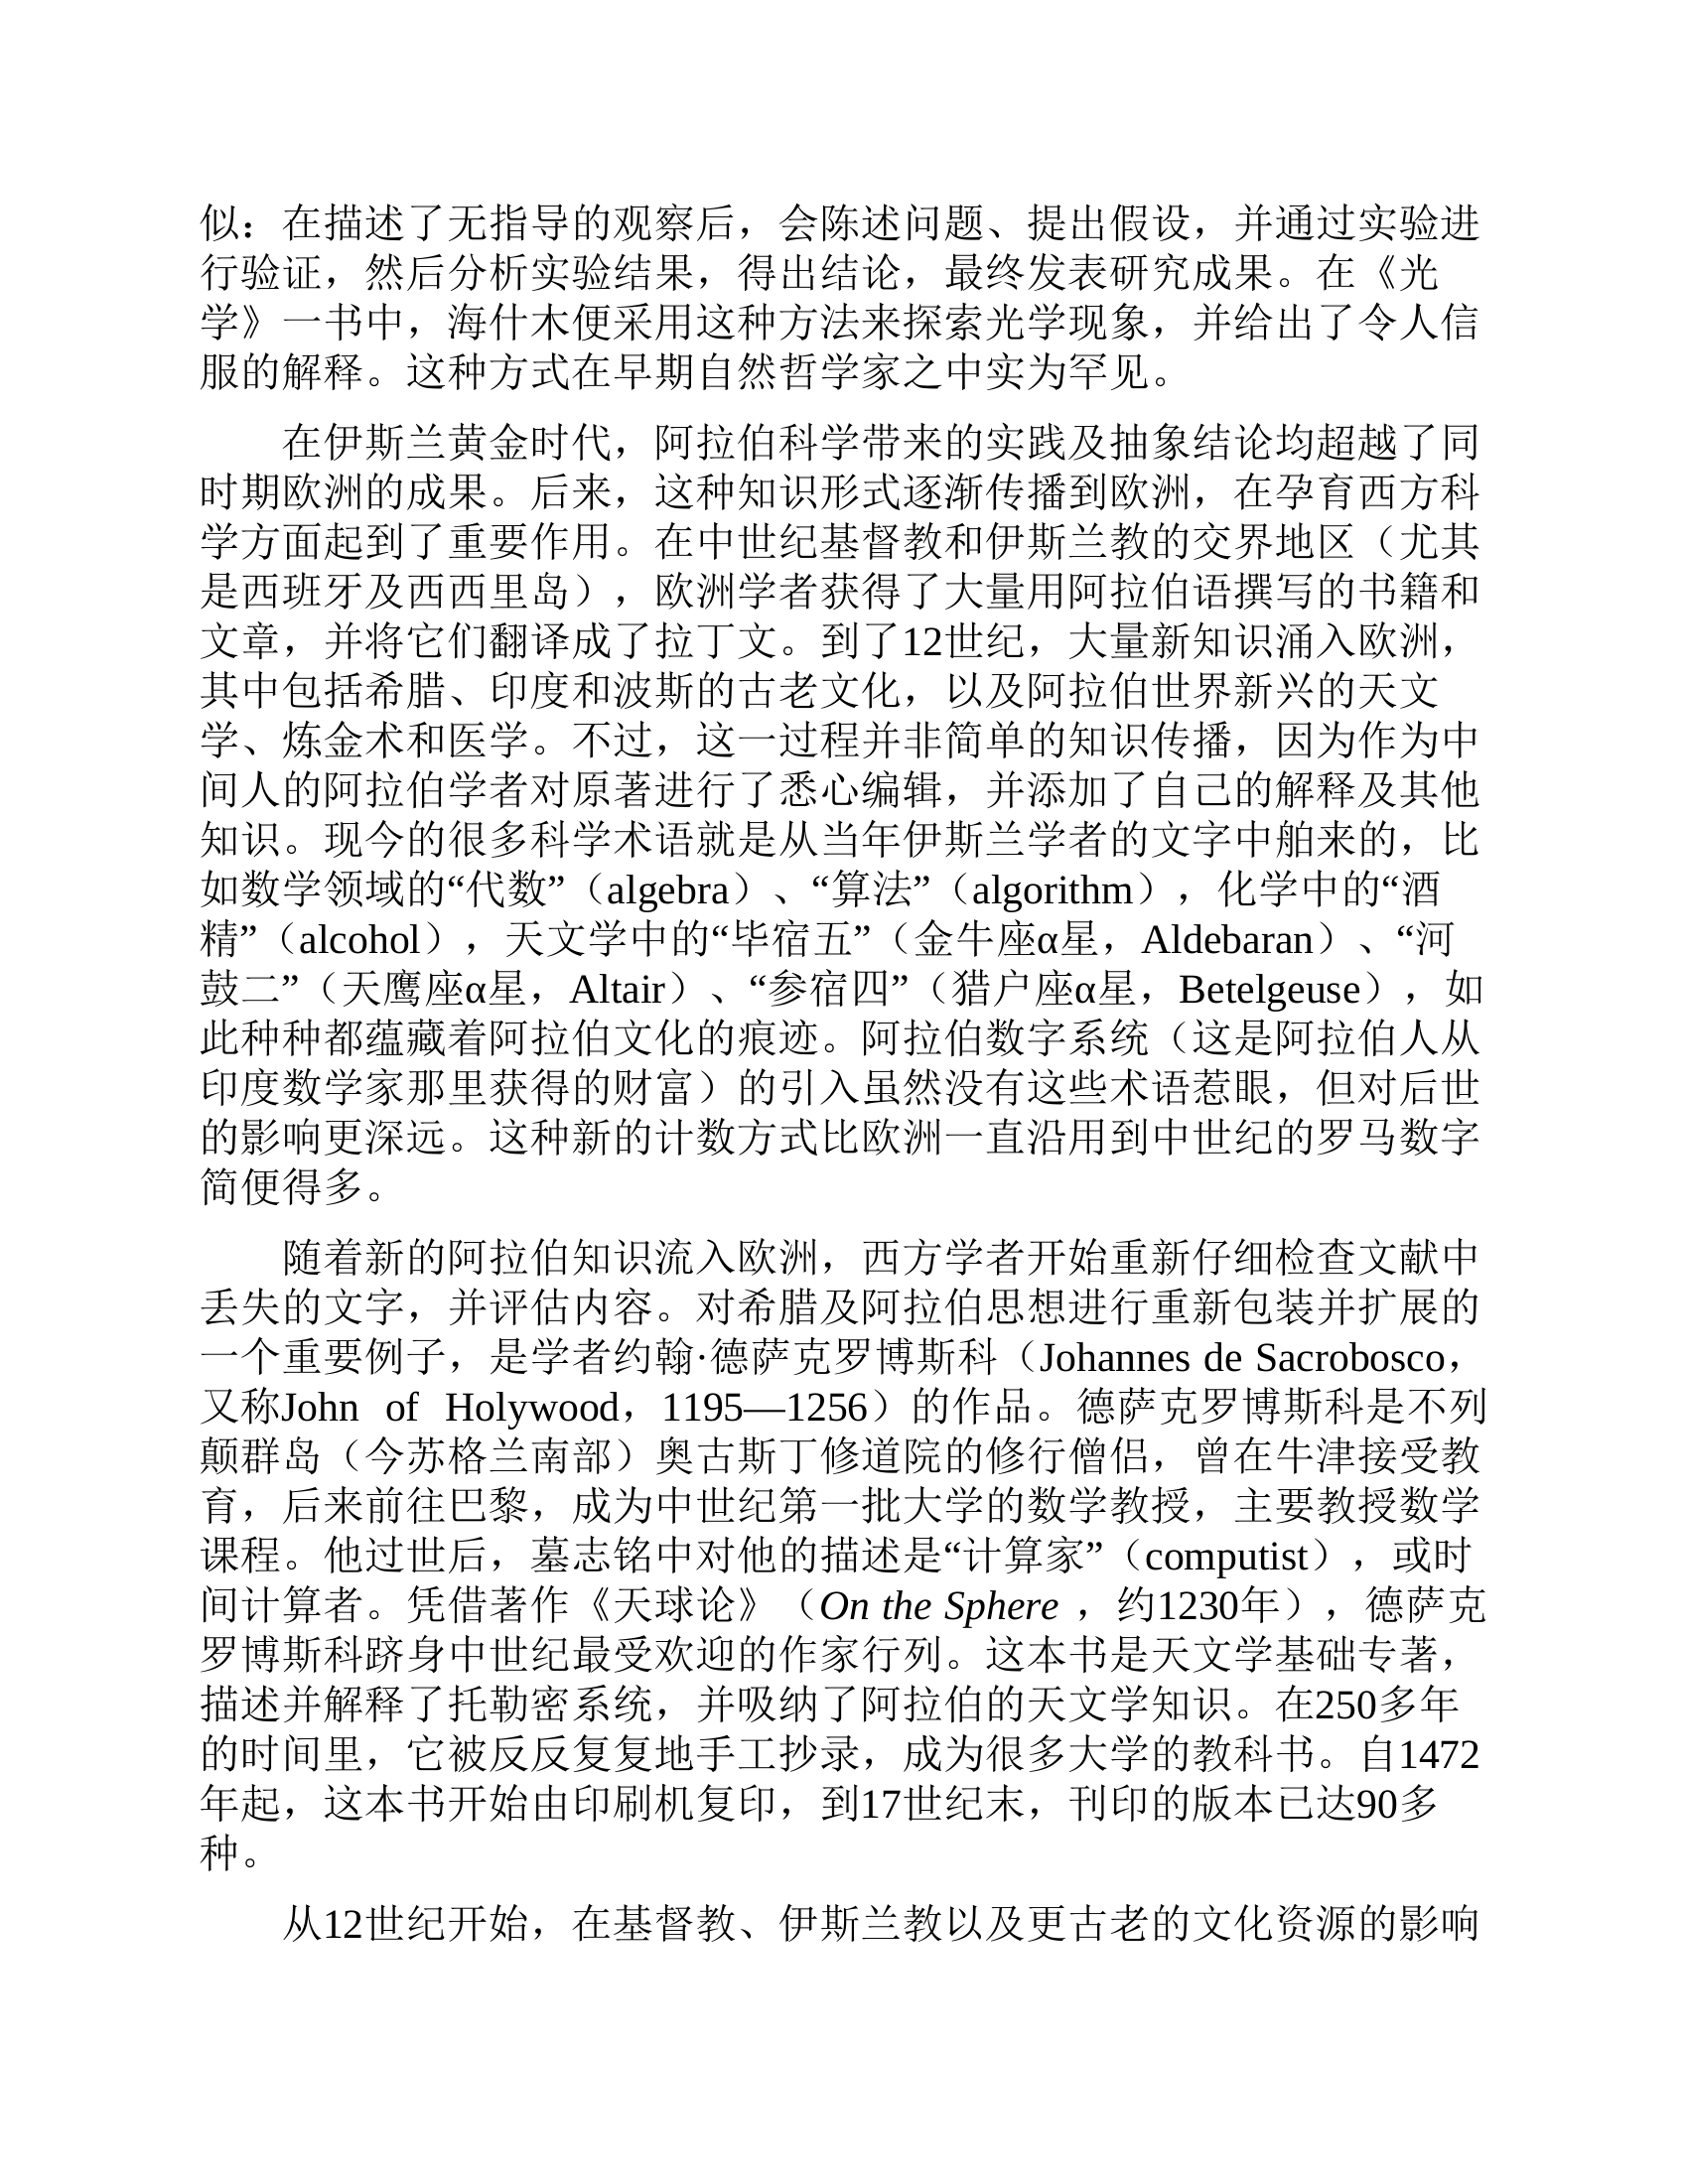 似：在描述了无指导的观察后，会陈述问题、提出假设，并通过实验进
行验证，然后分析实验结果，得出结论，最终发表研究成果。在《光
学》一书中，海什木便采用这种方法来探索光学现象，并给出了令人信
服的解释。这种方式在早期自然哲学家之中实为罕见。
在伊斯兰黄金时代，阿拉伯科学带来的实践及抽象结论均超越了同
时期欧洲的成果。后来，这种知识形式逐渐传播到欧洲，在孕育西方科
学方面起到了重要作用。在中世纪基督教和伊斯兰教的交界地区（尤其
是西班牙及西西里岛），欧洲学者获得了大量用阿拉伯语撰写的书籍和
文章，并将它们翻译成了拉丁文。到了12世纪，大量新知识涌入欧洲，
其中包括希腊、印度和波斯的古老文化，以及阿拉伯世界新兴的天文
学、炼金术和医学。不过，这一过程并非简单的知识传播，因为作为中
间人的阿拉伯学者对原著进行了悉心编辑，并添加了自己的解释及其他
知识。现今的很多科学术语就是从当年伊斯兰学者的文字中舶来的，比
如数学领域的“代数”（algebra）、“算法”（algorithm），化学中的“酒
精”（alcohol），天文学中的“毕宿五”（金牛座α星，Aldebaran）、“河
鼓二”（天鹰座α星，Altair）、“参宿四”（猎户座α星，Betelgeuse），如
此种种都蕴藏着阿拉伯文化的痕迹。阿拉伯数字系统（这是阿拉伯人从
印度数学家那里获得的财富）的引入虽然没有这些术语惹眼，但对后世
的影响更深远。这种新的计数方式比欧洲一直沿用到中世纪的罗马数字
简便得多。
随着新的阿拉伯知识流入欧洲，西方学者开始重新仔细检查文献中
丢失的文字，并评估内容。对希腊及阿拉伯思想进行重新包装并扩展的
一个重要例子，是学者约翰·德萨克罗博斯科（Johannes de Sacrobosco，
又称John of Holywood，1195—1256）的作品。德萨克罗博斯科是不列
颠群岛（今苏格兰南部）奥古斯丁修道院的修行僧侣，曾在牛津接受教
育，后来前往巴黎，成为中世纪第一批大学的数学教授，主要教授数学
课程。他过世后，墓志铭中对他的描述是“计算家”（computist），或时
间计算者。凭借著作《天球论》（On the Sphere ，约1230年），德萨克
罗博斯科跻身中世纪最受欢迎的作家行列。这本书是天文学基础专著，
描述并解释了托勒密系统，并吸纳了阿拉伯的天文学知识。在250多年
的时间里，它被反反复复地手工抄录，成为很多大学的教科书。自1472
年起，这本书开始由印刷机复印，到17世纪末，刊印的版本已达90多
种。
从12世纪开始，在基督教、伊斯兰教以及更古老的文化资源的影响